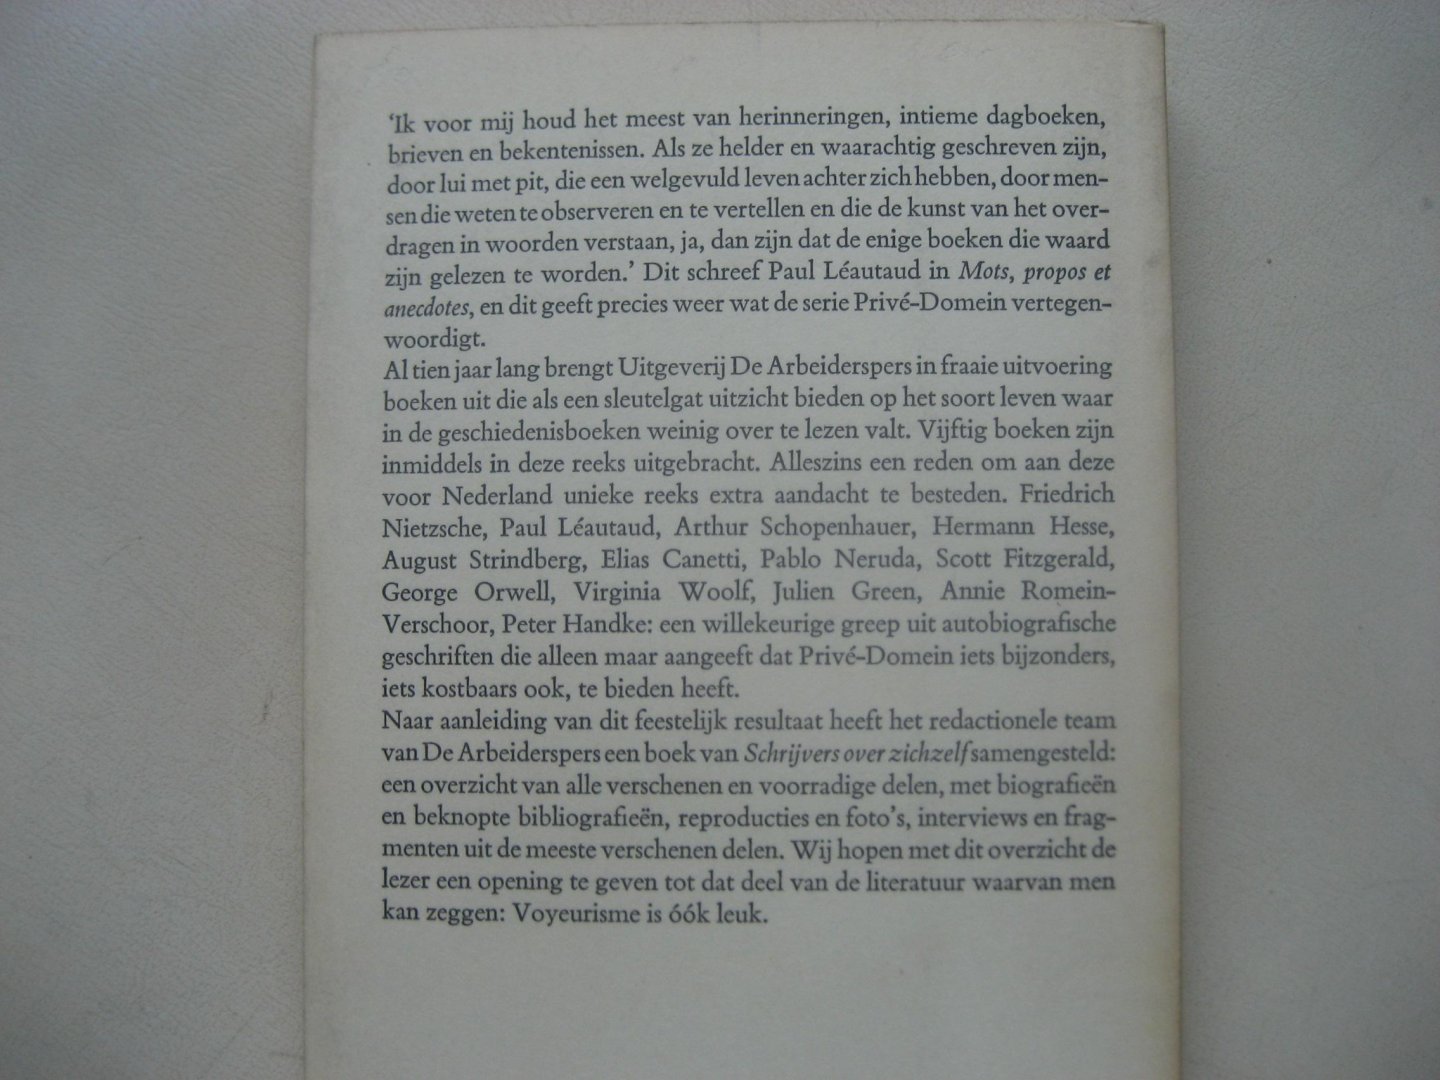 ‘Ik voor mij houd het meest van herinneringen, intieme dagboeken,
brieven en bekentenissen. Als ze helder en waarachtig geschreven zijn,
door lui met pit, die een welgevuld leven achter zich hebben, door men-
sen die weten te observeren en te vertellen en die de kunst van het over-
dragen in woorden verstaan, ja, dan zijn dat de enige boeken die waard
zijn gelezen te worden.’ Dit schreef Paul Léautaud in Mots, propos et
anecdotes, en dit geeft precies weer wat de serie Privé-Domein vertegen-
woordigt.
Al tien jaar lang brengt Uitgeverij De Arbeiderspers in fraaie uitvoering
boeken uit die als een sleutelgat uitzicht bieden op het soort leven waar
in de geschiedenisboeken weinig over te lezen valt. Vijftig boeken zijn
inmiddels in deze reeks uitgebracht. Alleszins een reden om aan deze
voor Nederland unieke reeks extra aandacht te besteden. Friedrich
Nietzsche, Paul Léautaud, Arthur Schopenhauer, Hermann Hesse,
August Strindberg, Elias Canetti, Pablo Neruda, Scott Fitzgerald,
George Orwell, Virginia Woolf, Julien Green, Annie Romein-
Verschoor, Peter Handke: een willekeurige greep uit autobiografische
geschriften die alleen maar aangeeft dat Privé-Domein iets bijzonders,
iets kostbaars ook, te bieden heeft.
Naar aanleiding van dit feestelijk resultaat heeft het redactionele team
van De Arbeiderspers een boek van Schrijvers over zichzelf samengesteld:
een overzicht van alle verschenen en voorradige delen, met biografieën
en beknopte bibliografieën, reproducties en foto’s, interviews en frag-
menten uit de meeste verschenen delen. Wij hopen met dit overzicht de
lezer een opening te geven tot dat deel van de literatuur waarvan men
kan zeggen: Voyeurisme is óók leuk.